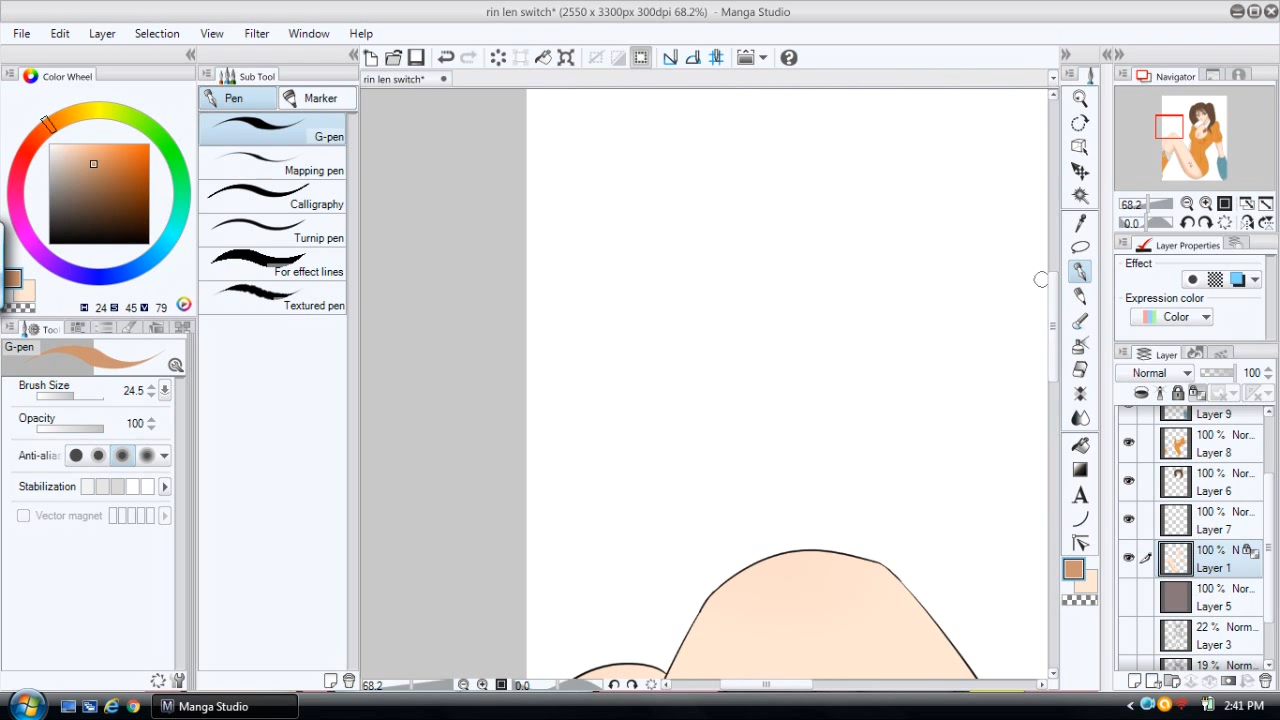 rin len switch* (2550 x 3300px 300dpi 68.2%) - Manga Studio
File Edit Layer Selection View Filter Window Help
Color Wheel
Sub Tool
rin len switch*
Navigator
Pen
Marker
G-pen
Mapping pen
Calligraphy
Turnip pen
For effect lines
Textured pen
H 24 S 45 V 79
Tool
G-pen
Brush Size 24.5
Opacity 100
Anti-alia
Stabilization
Vector magnet
68.2
0.0
Layer Properties
Effect
Expression color
Color
Layer
Normal 100
Layer 9
100 % Nor...
Layer 8
100 % Nor...
Layer 6
100 % Nor...
Layer 7
100 % N
Layer 1
100 % Nor...
Layer 5
22 % Norm...
Layer 3
19 % Norm...
68.2 0.0
Manga Studio
2:41 PM